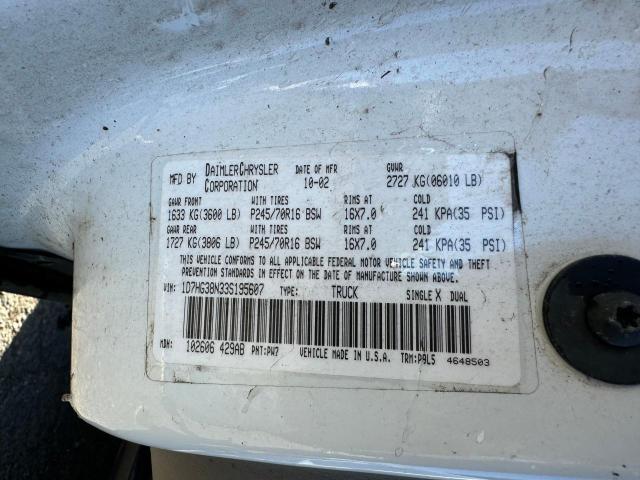 MFD BY DAIMLERCHRYSLER CORPORATION DATE OF MFR 10-02 GVWR 2727 KG(06010 LB)
GAWR FRONT WITH TIRES RIMS AT COLD
1633 KG(3600 LB) P245/70R16 BSW 16X7.0 241 KPA(35 PSI)
GAWR REAR WITH TIRES RIMS AT COLD
1727 KG(3806 LB) P245/70R16 BSW 16X7.0 241 KPA(35 PSI)
THIS VEHICLE CONFORMS TO ALL APPLICABLE FEDERAL MOTOR VEHICLE SAFETY AND THEFT
PREVENTION STANDARDS IN EFFECT ON THE DATE OF MANUFACTURE SHOWN ABOVE.
VIN: 1D7HG38N33S195607 TYPE: TRUCK SINGLE X DUAL
MDH: 102606 429AB PNT:PW7 VEHICLE MADE IN U.S.A. TRM:P9L5 4648503